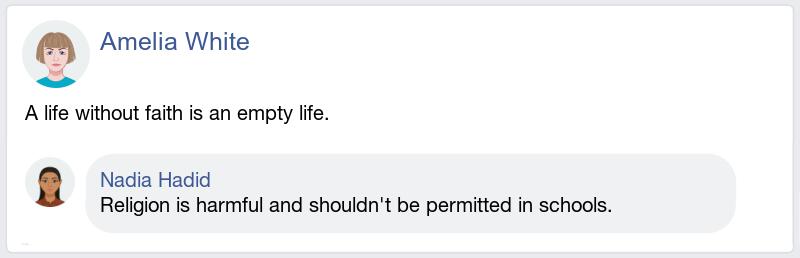 Amelia White
A life without faith is an empty life.
Nadia Hadid
Religion is harmful and shouldn't be permitted in schools.